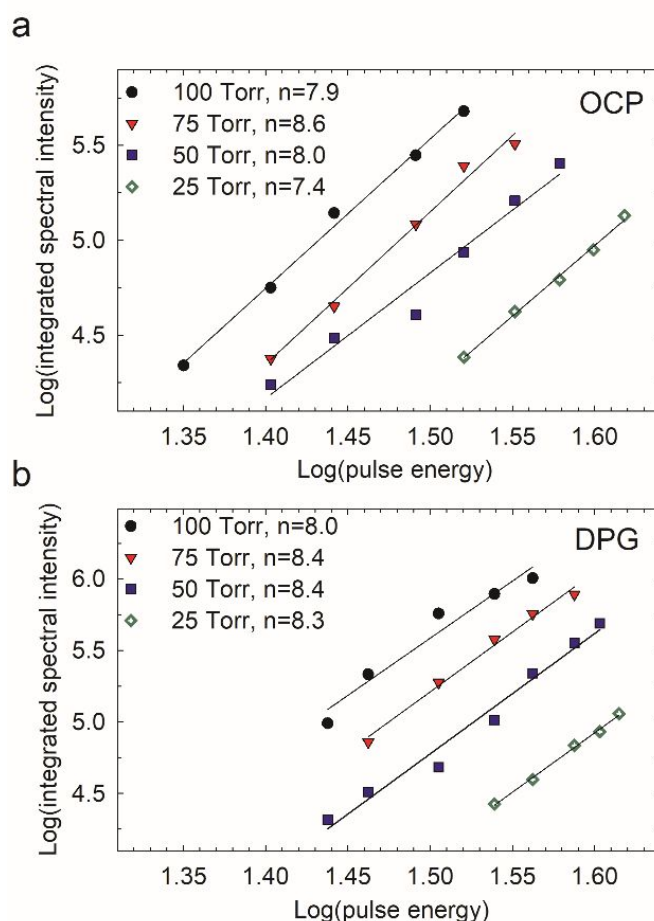 a
100 Torr, n=7.9
OCP
75 Torr, n=8.6
50 Torr, n=8.0
25 Torr, n=7.4
Log(integrated spectral intensity)
5.5
5.0
4.5
1.35 1.40 1.45 1.50 1.55 1.60
Log(pulse energy)
b
100 Torr, n=8.0
DPG
75 Torr, n=8.4
50 Torr, n=8.4
25 Torr, n=8.3
Log(integrated spectral intensity)
6.0
5.5
5.0
4.5
1.35 1.40 1.45 1.50 1.55 1.60
Log(pulse energy)